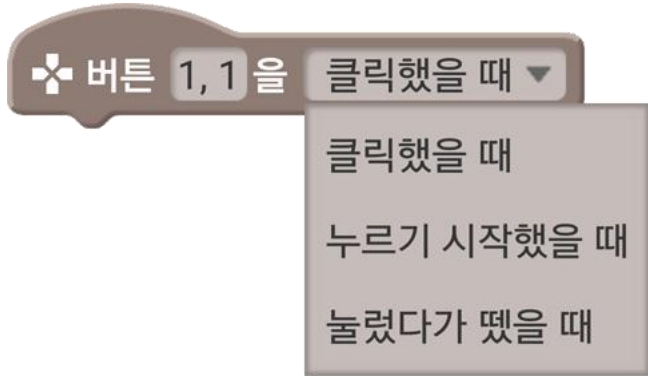 버튼 1, 1 을 클릭했을 때
클릭했을 때
누르기 시작했을 때
눌렀다가 뗐을 때